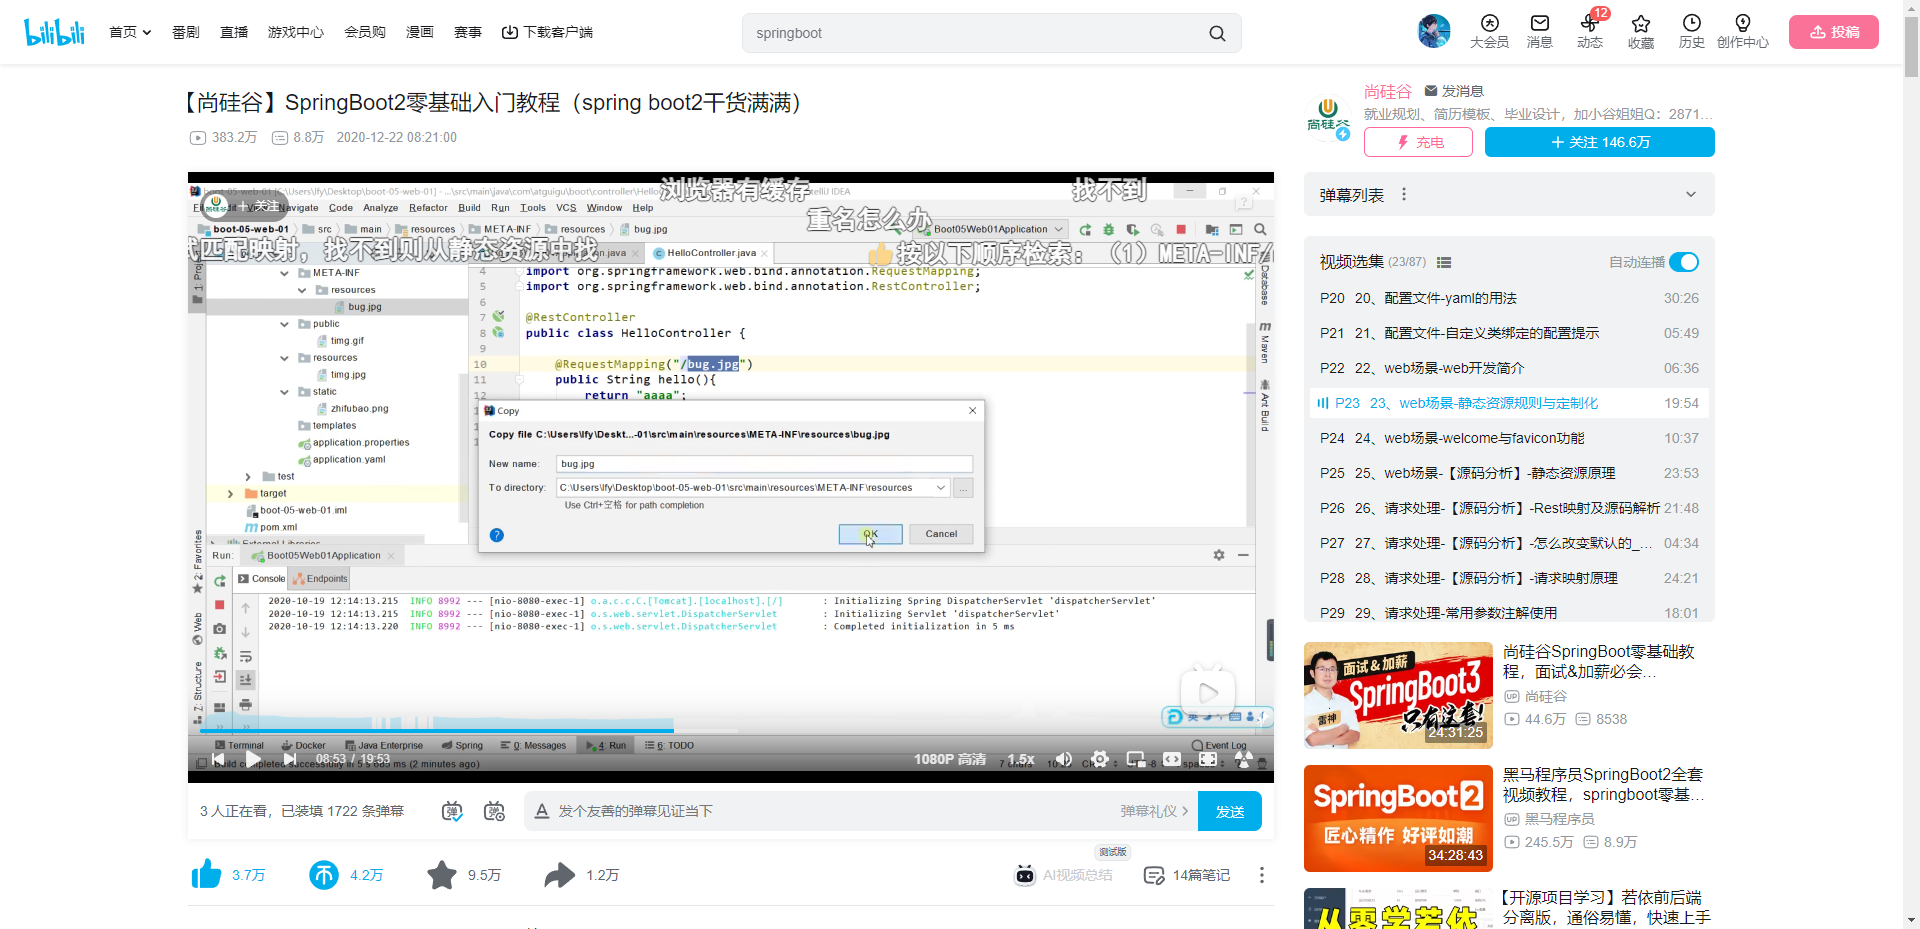 bilibili
首页
番剧
直播
游戏中心
会员购
漫画
赛事
下载客户端
springboot
大会员
消息
12
动态
收藏
历史
创作中心
投稿
【尚硅谷】SpringBoot2零基础入门教程（spring boot2干货满满）
383.2万 8.8万 2020-12-22 08:21:00
尚硅谷
尚硅谷 发消息
就业规划、简历模板、毕业设计，加小谷姐姐Q：2871...
充电
+ 关注 146.6万
浏览器有缓存
找不到
重名怎么办
匹配映射，找不到则从静态资源中找
按以下顺序检索：（1）META-INF/
+ 关注
Navigate Code Analyze Refactor Build Run Tools VCS Window Help
boot-05-web-01 src main resources META-INF resources bug.jpg
Boot05Web01Application
HelloController.java
META-INF
resources
bug.jpg
public
timg.gif
resources
timg.jpg
static
zhifubao.png
templates
application.properties
application.yaml
test
target
boot-05-web-01.iml
pom.xml
External Libraries
4 import org.springframework.web.bind.annotation.RequestMapping;
5 import org.springframework.web.bind.annotation.RestController;
6
7 @RestController
8 public class HelloController {
9
10 @RequestMapping("/bug.jpg")
11 public String hello(){
12 return "aaaa";
Database
Maven
Ant Build
Copy
Copy file C:\Users\lfy\Deskt...-01\src\main\resources\META-INF\resources\bug.jpg
New name: bug.jpg
To directory: C:\Users\lfy\Desktop\boot-05-web-01\src\main\resources\META-INF\resources
Use Ctrl+空格 for path completion
OK
Cancel
2: Favorites
Web
Z: Structure
Run: Boot05Web01Application
Console Endpoints
2020-10-19 12:14:13.215 INFO 8992 --- [nio-8080-exec-1] o.a.c.c.C.[Tomcat].[localhost].[/] : Initializing Spring DispatcherServlet 'dispatcherServlet'
2020-10-19 12:14:13.215 INFO 8992 --- [nio-8080-exec-1] o.s.web.servlet.DispatcherServlet : Initializing Servlet 'dispatcherServlet'
2020-10-19 12:14:13.220 INFO 8992 --- [nio-8080-exec-1] o.s.web.servlet.DispatcherServlet : Completed initialization in 5 ms
Terminal Docker Java Enterprise Spring 0: Messages 4: Run 6: TODO Event Log
08:53 / 19:53
1080P 高清
1.5x
3 人正在看，已装填 1722 条弹幕
发个友善的弹幕见证当下
弹幕礼仪 >
发送
3.7万
4.2万
9.5万
1.2万
测试版
AI视频总结
14篇笔记
弹幕列表
视频选集 (23/87) 自动连播
P20 20、配置文件-yaml的用法 30:26
P21 21、配置文件-自定义类绑定的配置提示 05:49
P22 22、web场景-web开发简介 06:36
P23 23、web场景-静态资源规则与定制化 19:54
P24 24、web场景-welcome与favicon功能 10:37
P25 25、web场景-【源码分析】-静态资源原理 23:53
P26 26、请求处理-【源码分析】-Rest映射及源码解析 21:48
P27 27、请求处理-【源码分析】-怎么改变默认的_... 04:34
P28 28、请求处理-【源码分析】-请求映射原理 24:21
P29 29、请求处理-常用参数注解使用 18:01
面试&加薪
SpringBoot3
只有这套!
雷神
24:31:25
尚硅谷SpringBoot零基础教
程，面试&加薪必会...
尚硅谷
44.6万 8538
SpringBoot2
匠心精作 好评如潮
34:28:43
黑马程序员SpringBoot2全套
视频教程，springboot零基...
黑马程序员
245.5万 8.9万
从零学若依
【开源项目学习】若依前后端
分离版，通俗易懂，快速上手